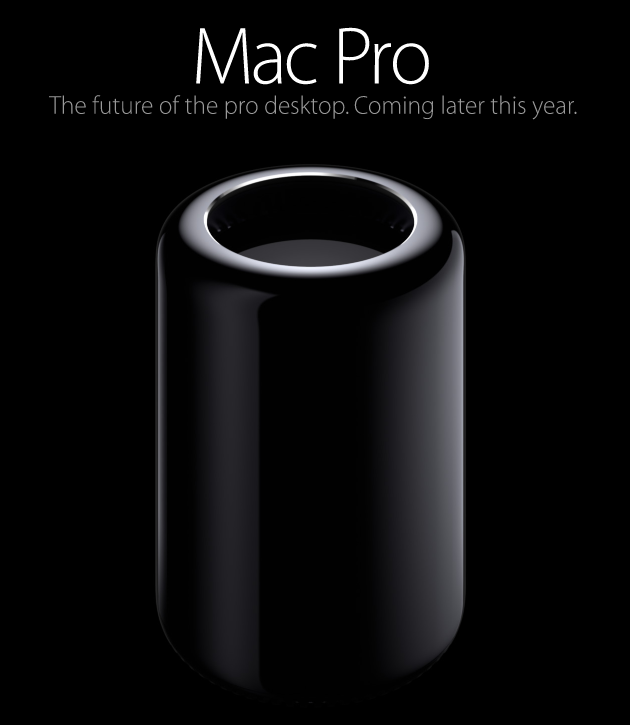 Mac Pro
The future of the pro desktop. Coming later this year.